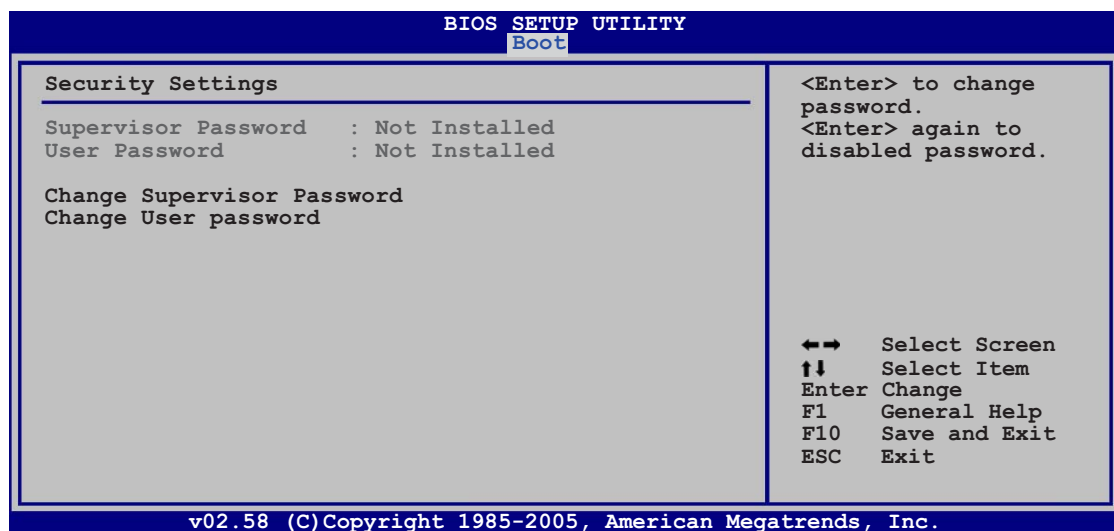 BIOS SETUP UTILITY
Boot
Security Settings
Supervisor Password : Not Installed
User Password : Not Installed
Change Supervisor Password
Change User password
<Enter> to change
password.
<Enter> again to
disabled password.
←→ Select Screen
↑↓ Select Item
Enter Change
F1 General Help
F10 Save and Exit
ESC Exit
v02.58 (C)Copyright 1985-2005, American Megatrends, Inc.